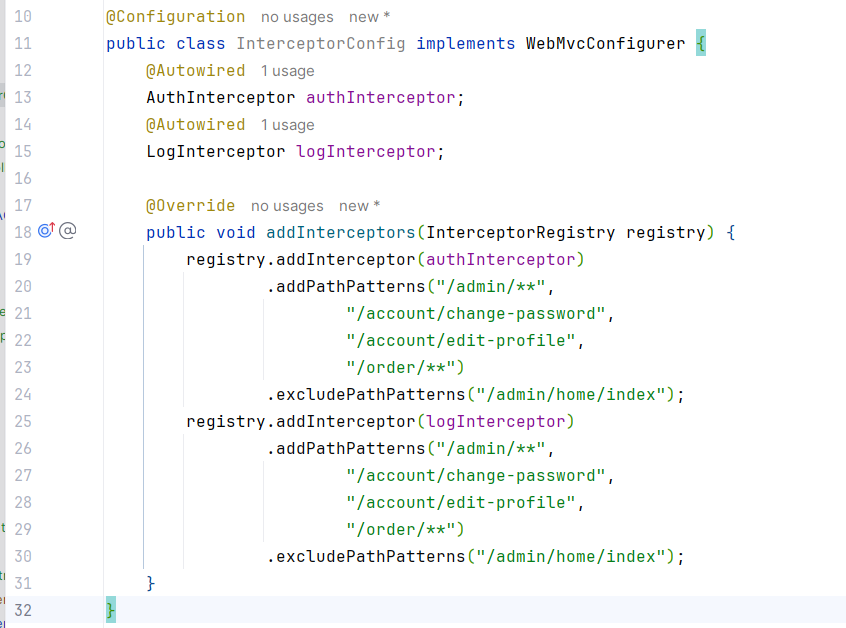 10 @Configuration no usages new *
11 public class InterceptorConfig implements WebMvcConfigurer {
12 @Autowired 1 usage
13 AuthInterceptor authInterceptor;
14 @Autowired 1 usage
15 LogInterceptor logInterceptor;
16
17 @Override no usages new *
18 public void addInterceptors(InterceptorRegistry registry) {
19 registry.addInterceptor(authInterceptor)
20 .addPathPatterns("/admin/**",
21 "/account/change-password",
22 "/account/edit-profile",
23 "/order/**")
24 .excludePathPatterns("/admin/home/index");
25 registry.addInterceptor(logInterceptor)
26 .addPathPatterns("/admin/**",
27 "/account/change-password",
28 "/account/edit-profile",
29 "/order/**")
30 .excludePathPatterns("/admin/home/index");
31 }
32 }